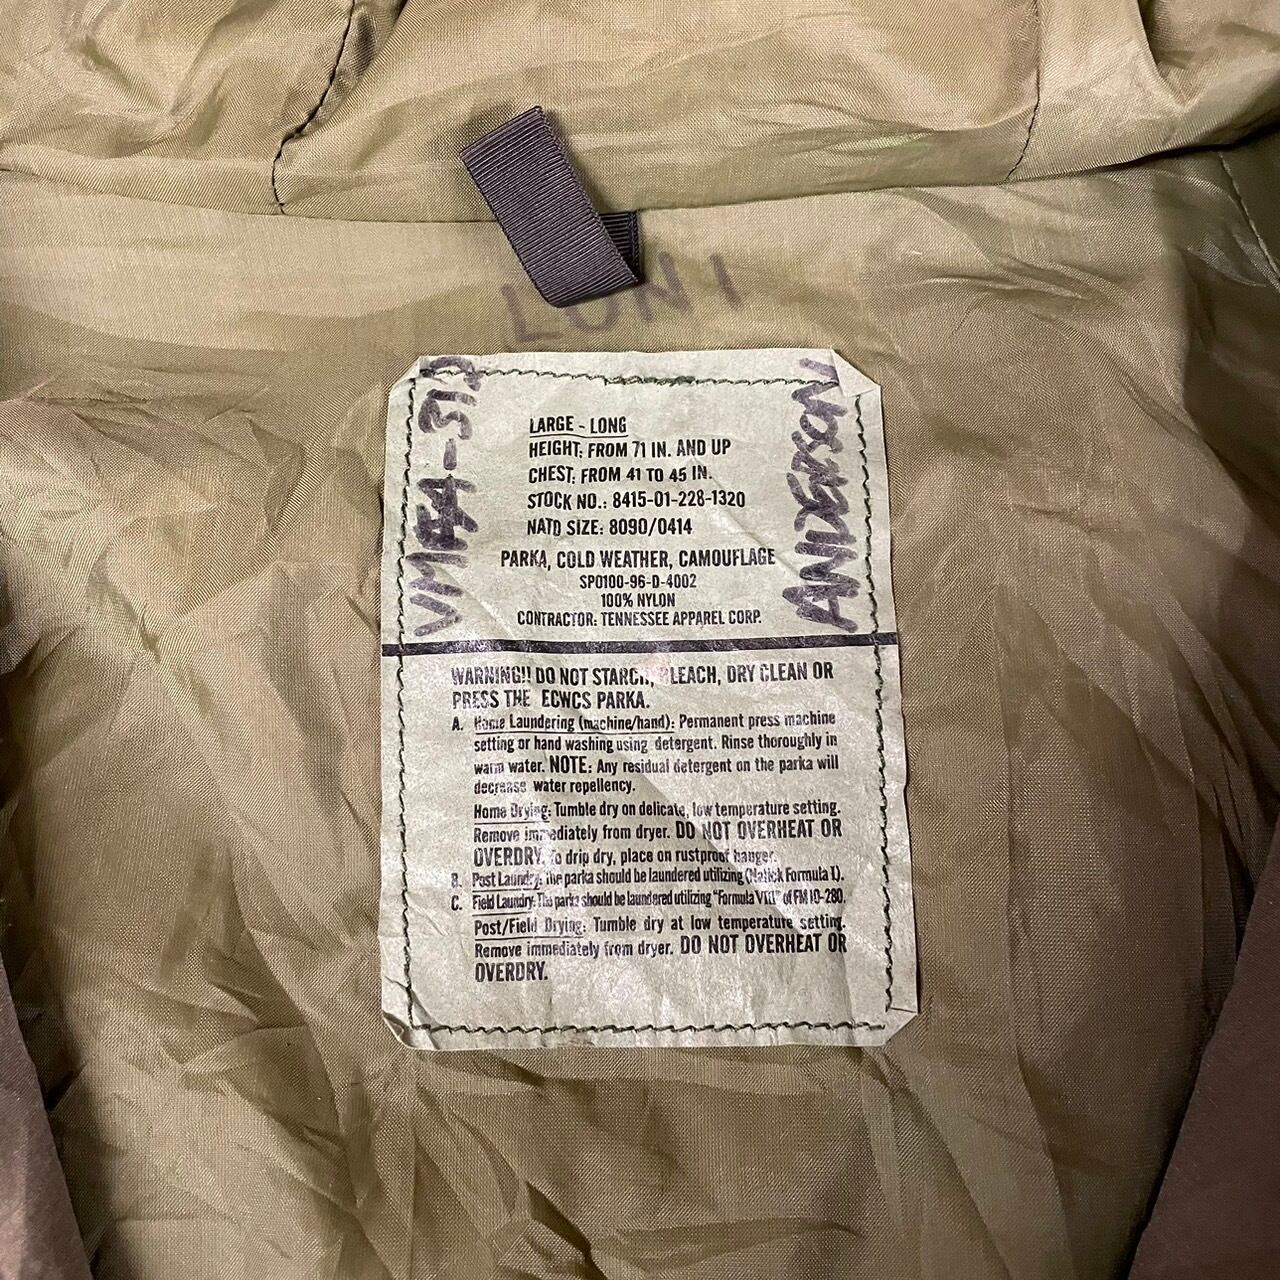 LONI
VMFA-312
ANDERSON
LARGE - LONG
HEIGHT: FROM 71 IN. AND UP
CHEST: FROM 41 TO 45 IN.
STOCK NO.: 8415-01-228-1320
NATO SIZE: 8090/0414
PARKA, COLD WEATHER, CAMOUFLAGE
SP0100-96-D-4002
100% NYLON
CONTRACTOR: TENNESSEE APPAREL CORP.
WARNING!! DO NOT STARCH, BLEACH, DRY CLEAN OR
PRESS THE ECWCS PARKA.
A. Home Laundering (machine/hand): Permanent press machine
setting or hand washing using detergent. Rinse thoroughly in
warm water. NOTE: Any residual detergent on the parka will
decrease water repellency.
Home Drying: Tumble dry on delicate, low temperature setting.
Remove immediately from dryer. DO NOT OVERHEAT OR
OVERDRY. To drip dry, place on rustproof hanger.
B. Post Laundry: The parka should be laundered utilizing (Natick Formula I).
C. Field Laundry: The parka should be laundered utilizing "Formula VIII" of FM 10-280.
Post/Field Drying: Tumble dry at low temperature setting.
Remove immediately from dryer. DO NOT OVERHEAT OR
OVERDRY.